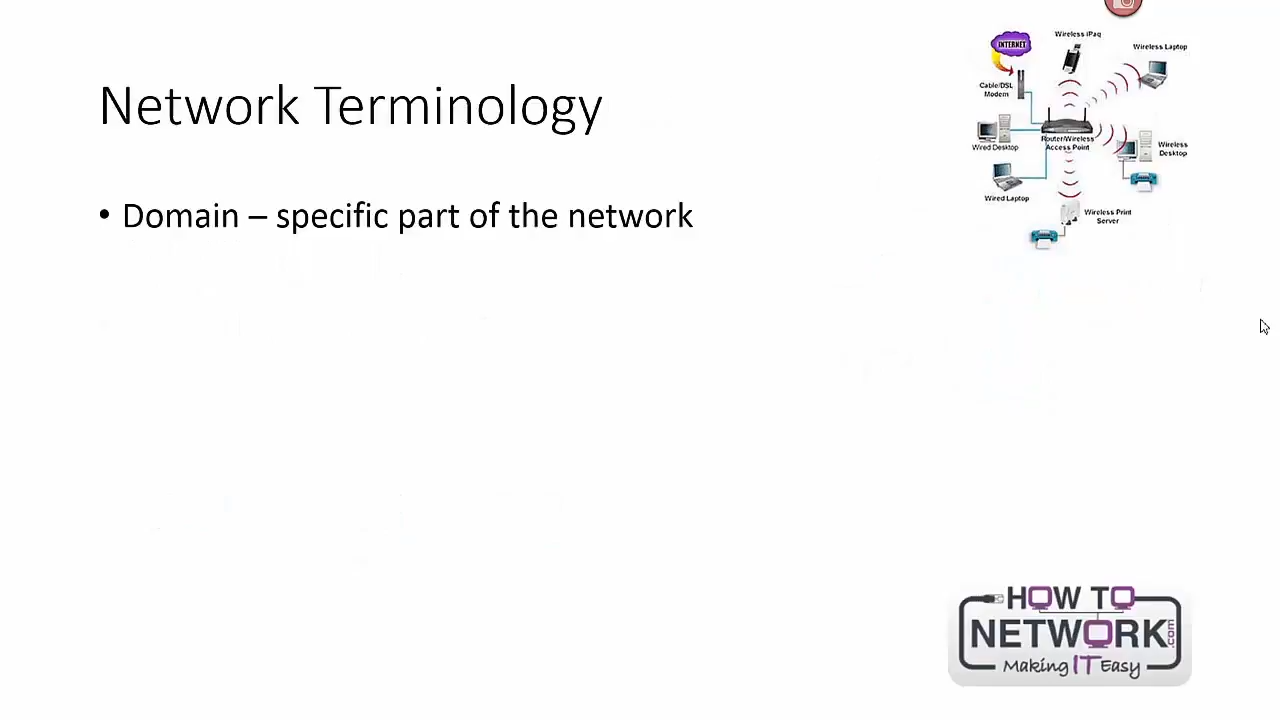 Network Terminology
• Domain – specific part of the network
INTERNET
Wireless iPaq
Wireless Laptop
Cable/DSL
Modem
Router/Wireless
Access Point
Wired Desktop
Wireless
Desktop
Wired Laptop
Wireless Print
Server
HOW TO
NETWORK.com
Making IT Easy